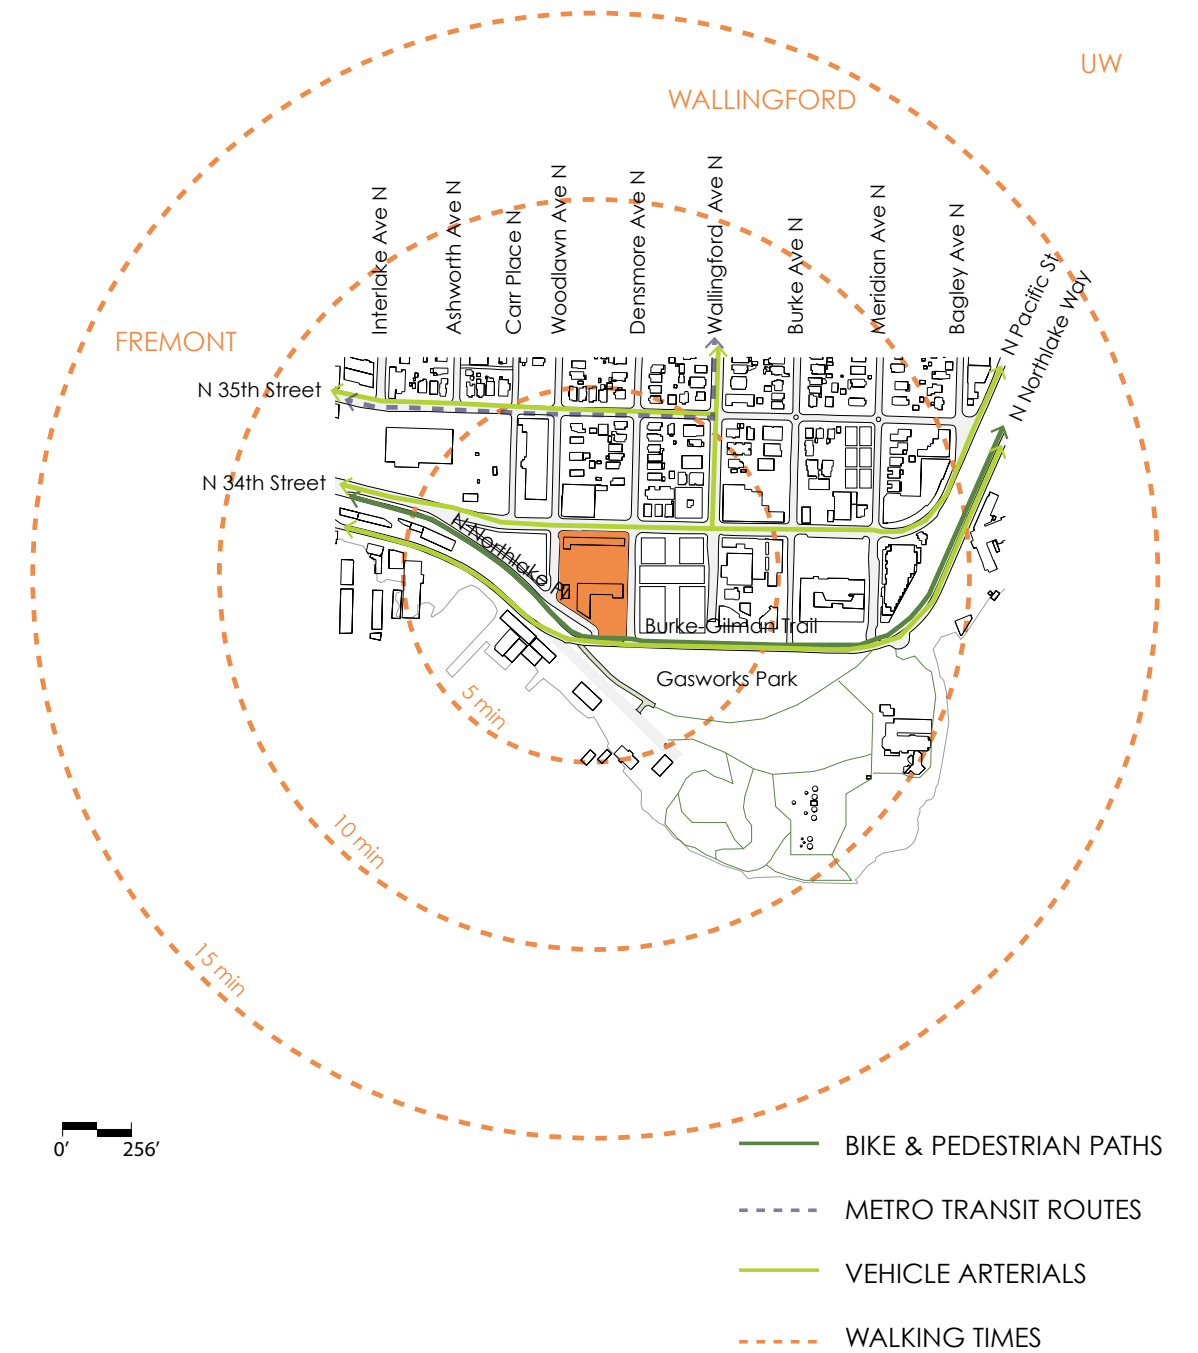 UW
WALLINGFORD
Interlake Ave N
Ashworth Ave N
Carr Place N
Woodlawn Ave N
Densmore Ave N
Wallingford Ave N
Burke Ave N
Meridian Ave N
Bagley Ave N
N Pacific St
N Northlake Way
FREMONT
N 35th Street
N 34th Street
N Northlake Pl
Burke-Gilman Trail
Gasworks Park
5 min
10 min
15 min
0’ 256’
BIKE & PEDESTRIAN PATHS
METRO TRANSIT ROUTES
VEHICLE ARTERIALS
WALKING TIMES